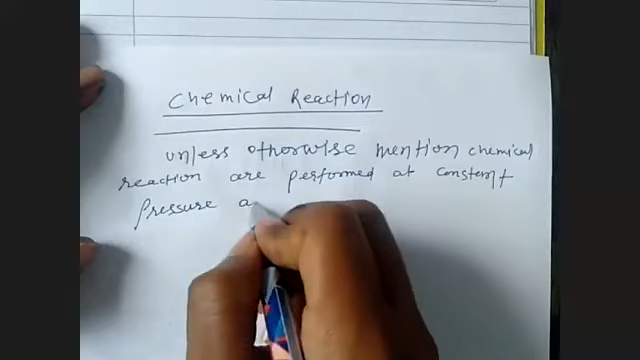 Chemical Reaction
unless otherwise mention chemical
reaction are performed at constant
Pressure a